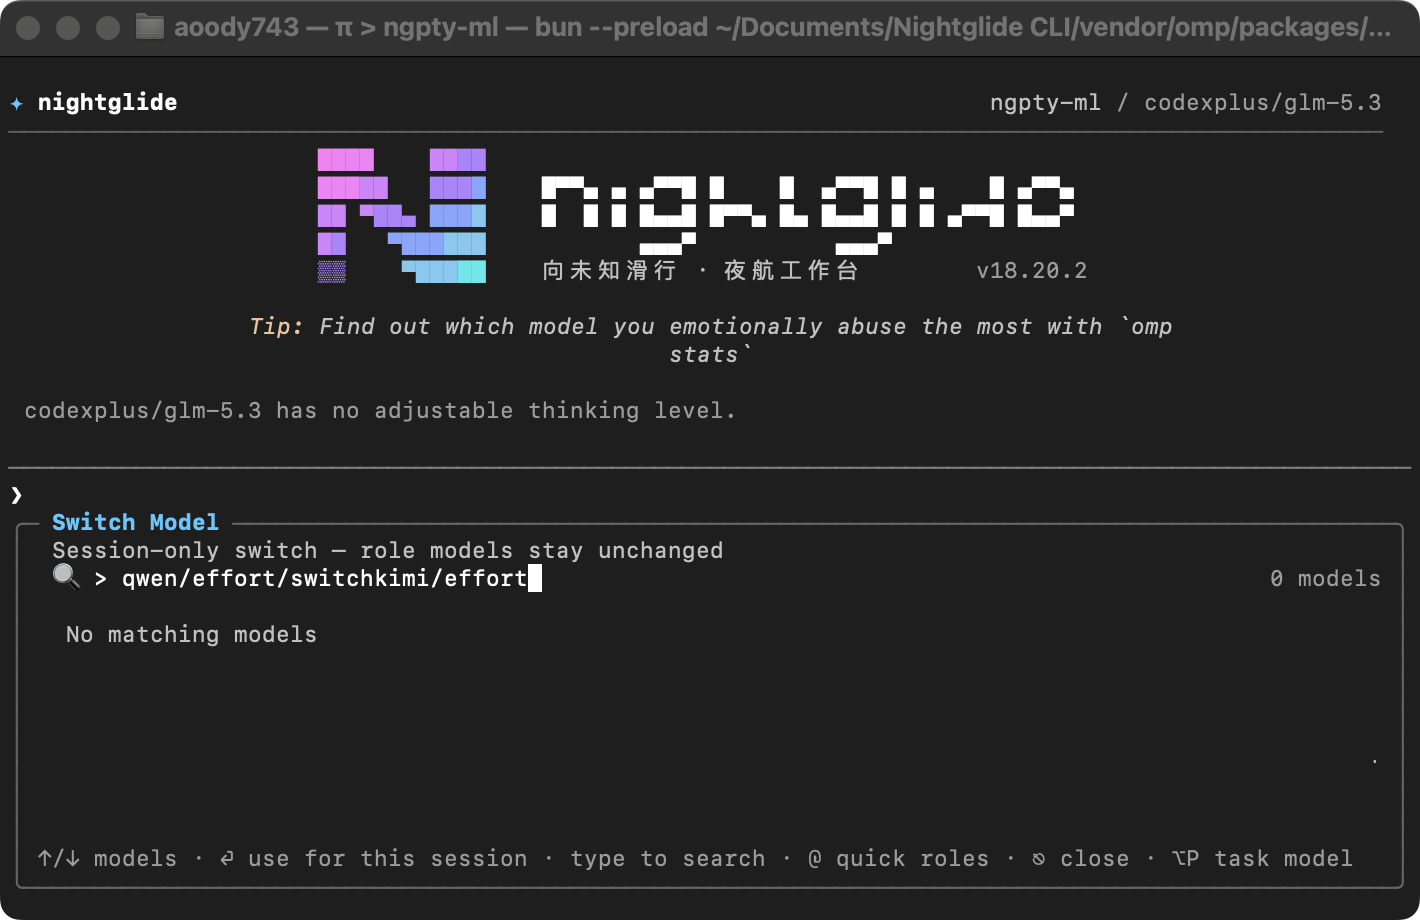 aoody743 — π > ngpty-ml — bun --preload ~/Documents/Nightglide CLI/vendor/omp/packages/...
✦ nightglide
ngpty-ml / codexplus/glm-5.3
nightglide
向未知滑行 · 夜航工作台
v18.20.2
Tip: Find out which model you emotionally abuse the most with `omp
stats`
codexplus/glm-5.3 has no adjustable thinking level.
❯
Switch Model
Session-only switch — role models stay unchanged
> qwen/effort/switchkimi/effort
0 models
No matching models
↑/↓ models · ⏎ use for this session · type to search · @ quick roles · ⎋ close · ⌥P task model